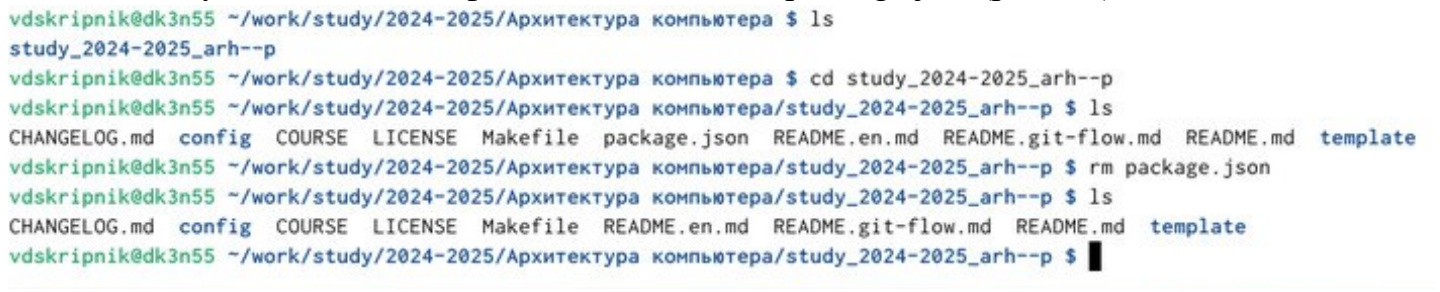 vdskripnik@dk3n55 ~/work/study/2024-2025/Архитектура компьютера $ ls
study_2024-2025_arh--p
vdskripnik@dk3n55 ~/work/study/2024-2025/Архитектура компьютера $ cd study_2024-2025_arh--p
vdskripnik@dk3n55 ~/work/study/2024-2025/Архитектура компьютера/study_2024-2025_arh--p $ ls
CHANGELOG.md config COURSE LICENSE Makefile package.json README.en.md README.git-flow.md README.md template
vdskripnik@dk3n55 ~/work/study/2024-2025/Архитектура компьютера/study_2024-2025_arh--p $ rm package.json
vdskripnik@dk3n55 ~/work/study/2024-2025/Архитектура компьютера/study_2024-2025_arh--p $ ls
CHANGELOG.md config COURSE LICENSE Makefile README.en.md README.git-flow.md README.md template
vdskripnik@dk3n55 ~/work/study/2024-2025/Архитектура компьютера/study_2024-2025_arh--p $